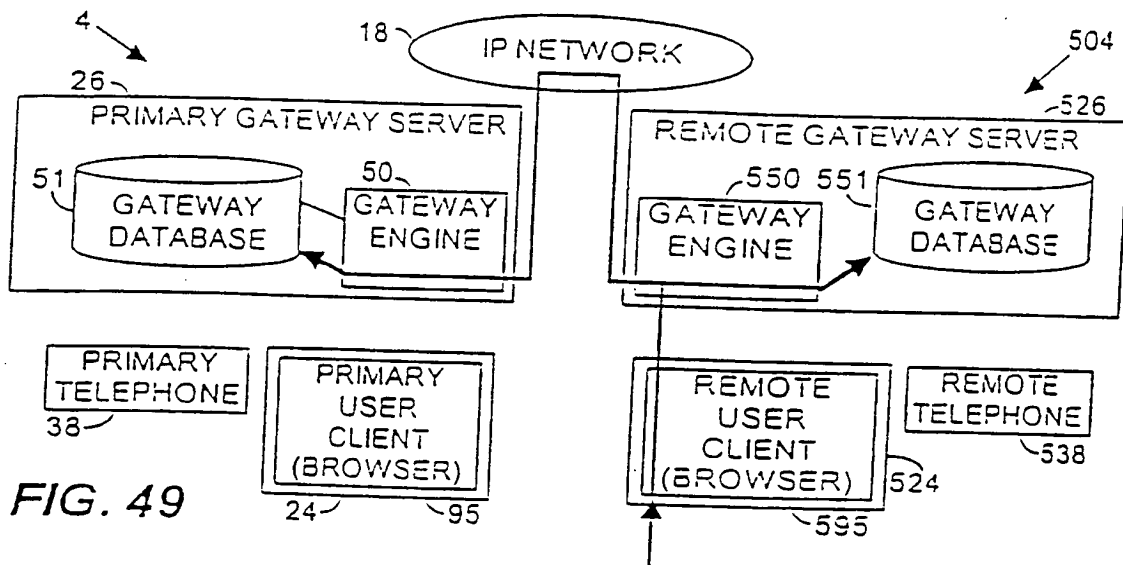 4
18
IP NETWORK
504
26
PRIMARY GATEWAY SERVER
526
REMOTE GATEWAY SERVER
51
GATEWAY
DATABASE
50
GATEWAY
ENGINE
550
GATEWAY
ENGINE
551
GATEWAY
DATABASE
PRIMARY
TELEPHONE
38
PRIMARY
USER
CLIENT
(BROWSER)
24
95
REMOTE
USER
CLIENT
(BROWSER)
524
595
REMOTE
TELEPHONE
538
FIG. 49